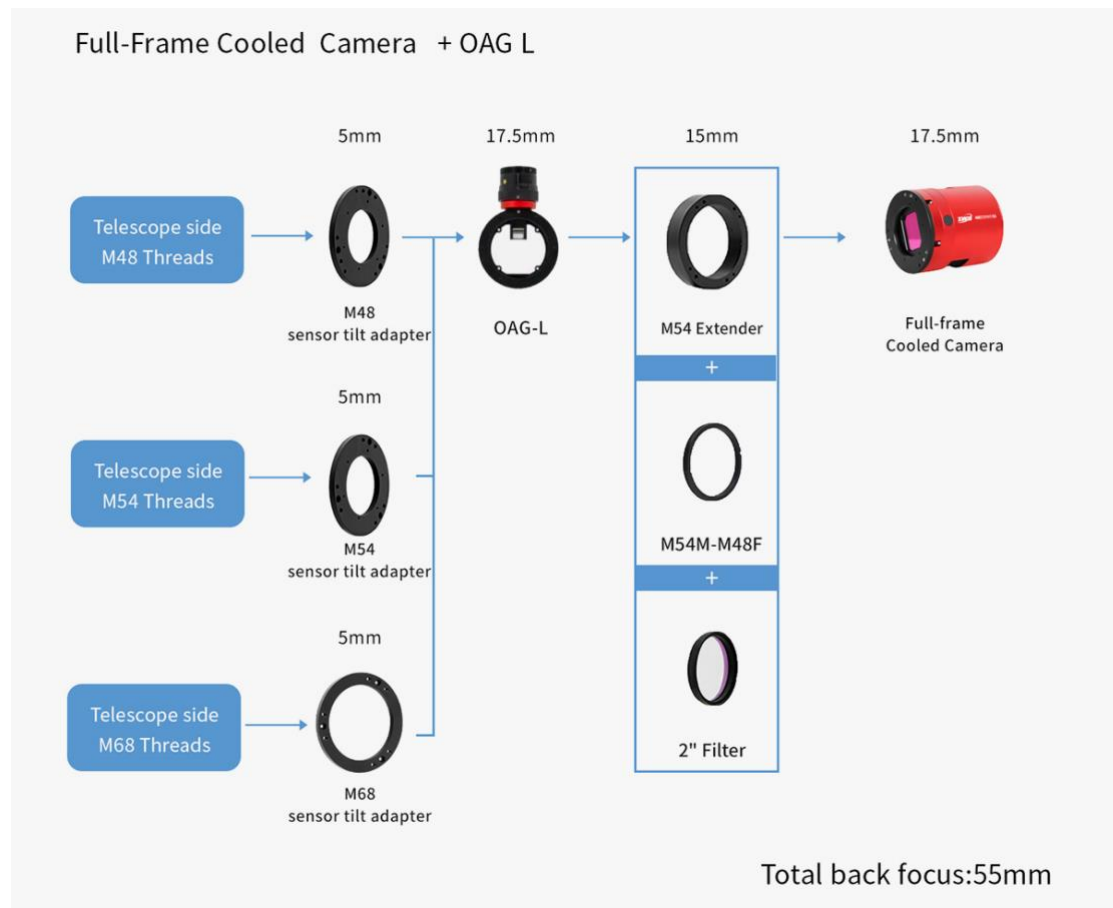 Full-Frame Cooled Camera + OAG L
5mm
17.5mm
15mm
17.5mm
Telescope side
M48 Threads
M48
sensor tilt adapter
OAG-L
M54 Extender
Full-frame
Cooled Camera
+
5mm
Telescope side
M54 Threads
M54
sensor tilt adapter
M54M-M48F
+
5mm
Telescope side
M68 Threads
M68
sensor tilt adapter
2" Filter
Total back focus:55mm